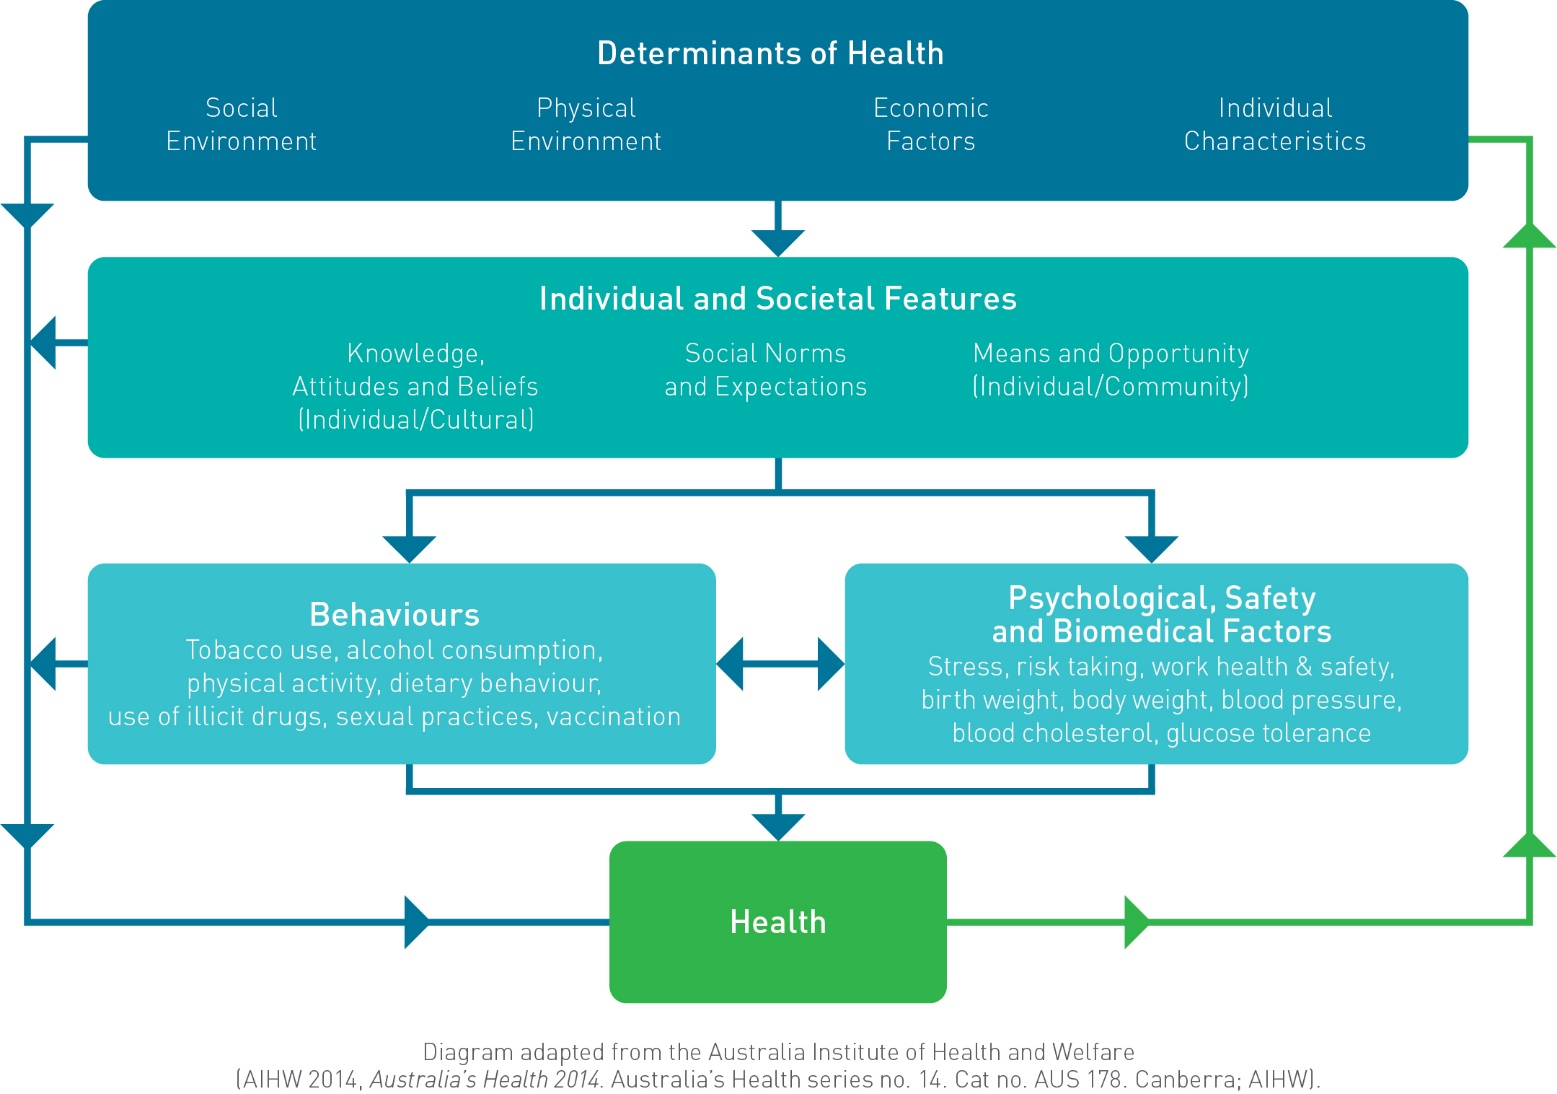 Determinants of Health
Social
Environment
Physical
Environment
Economic
Factors
Individual
Characteristics
Individual and Societal Features
Knowledge,
Attitudes and Beliefs
(Individual/Cultural)
Social Norms
and Expectations
Means and Opportunity
(Individual/Community)
Behaviours
Tobacco use, alcohol consumption,
physical activity, dietary behaviour,
use of illicit drugs, sexual practices, vaccination
Psychological, Safety
and Biomedical Factors
Stress, risk taking, work health & safety,
birth weight, body weight, blood pressure,
blood cholesterol, glucose tolerance
Health
Diagram adapted from the Australia Institute of Health and Welfare
(AIHW 2014, Australia's Health 2014. Australia's Health series no. 14. Cat no. AUS 178. Canberra; AIHW).